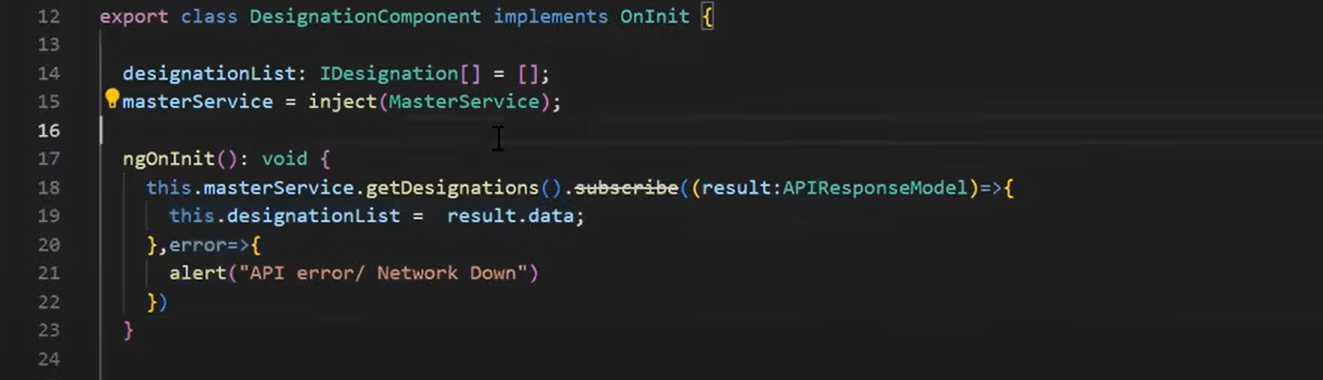 12 export class DesignationComponent implements OnInit {
13
14 designationList: IDesignation[] = [];
15 masterService = inject(MasterService);
16
17 ngOnInit(): void {
18 this.masterService.getDesignations().subscribe((result:APIResponseModel)=>{
19 this.designationList =  result.data;
20 },error=>{
21 alert("API error/ Network Down")
22 })
23 }
24